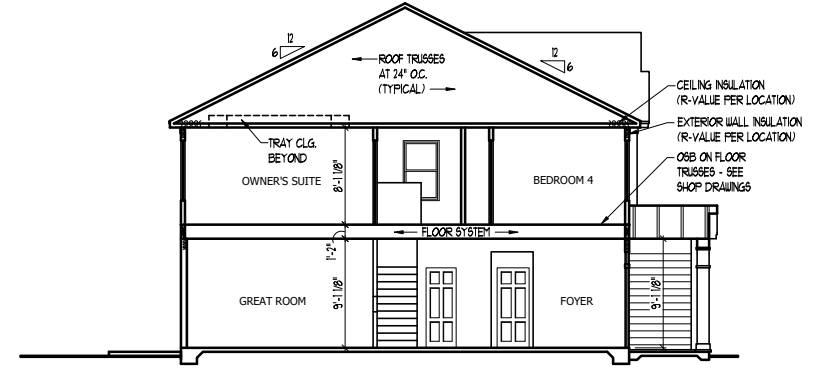 12
6
ROOF TRUSSES
AT 24" O.C.
(TYPICAL)
12
6
CEILING INSULATION
(R-VALUE PER LOCATION)
EXTERIOR WALL INSULATION
(R-VALUE PER LOCATION)
TRAY CLG.
BEYOND
OSB ON FLOOR
TRUSSES - SEE
SHOP DRAWINGS
OWNER'S SUITE
8'-1 1/8"
BEDROOM 4
FLOOR SYSTEM
1'-2"
GREAT ROOM
9'-1 1/8"
FOYER
9'-1 1/8"